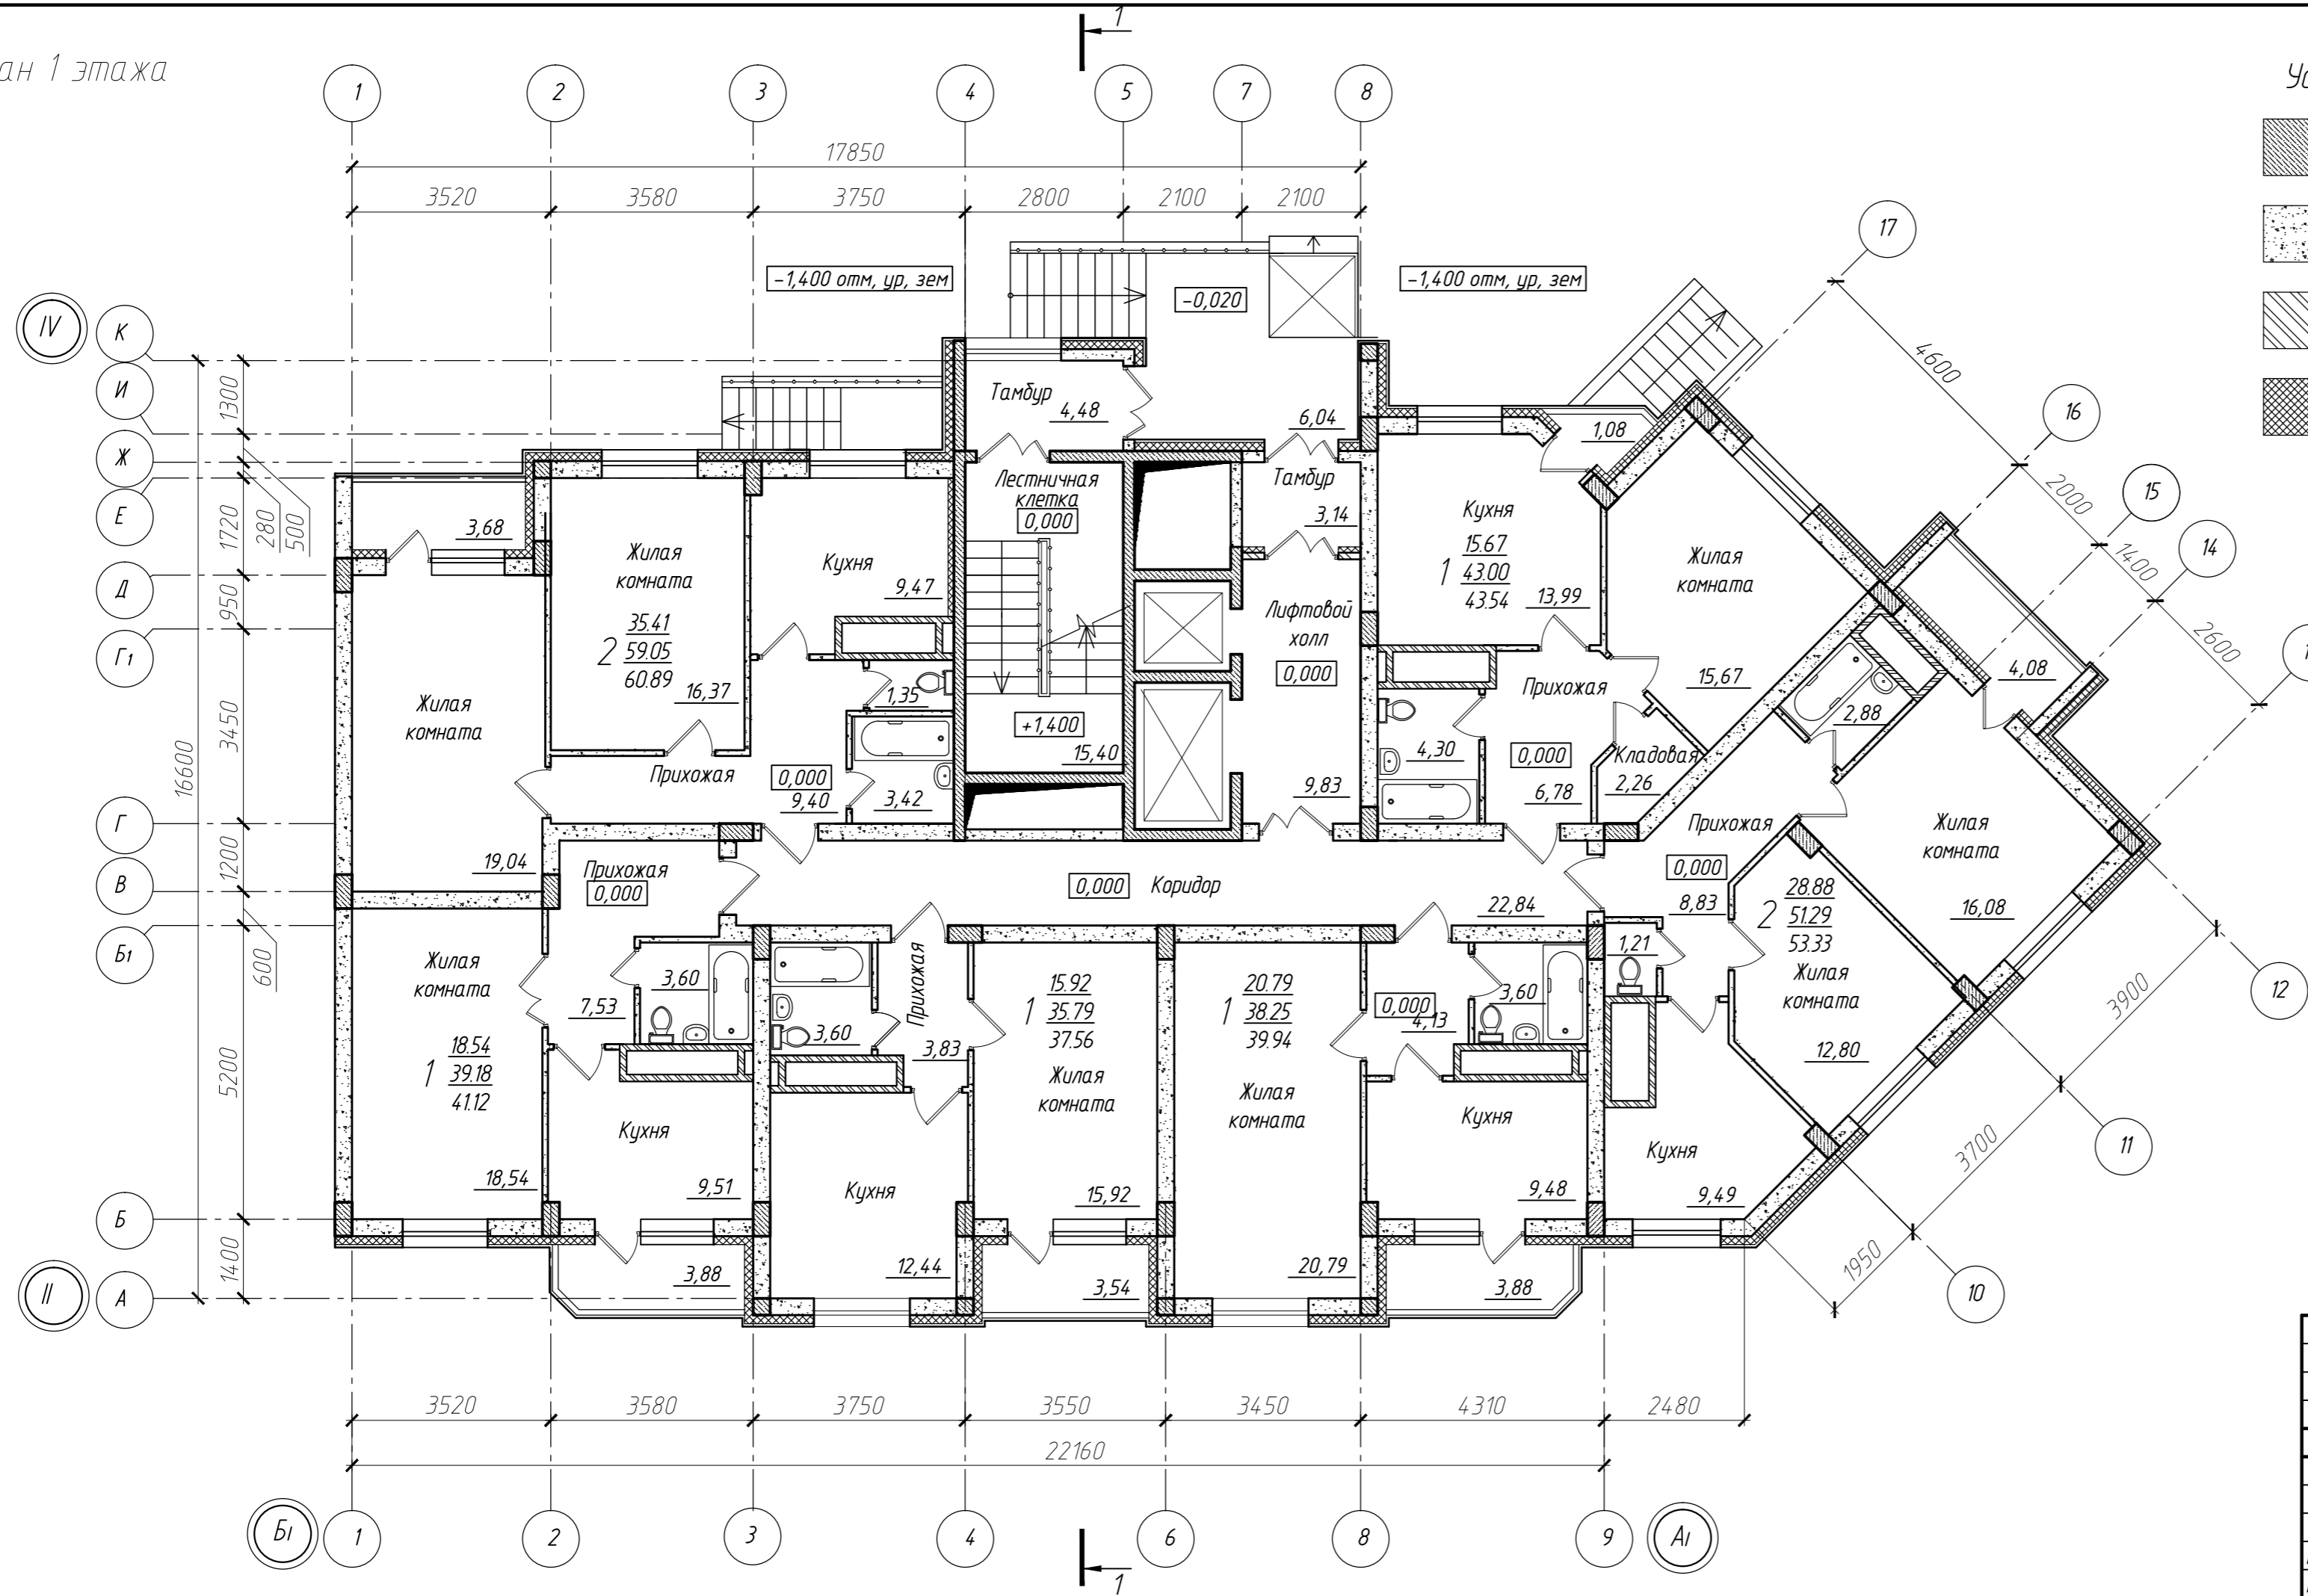 1
ан 1 этажа
Ус
1 2 3 4 5 7 8
17850
3520 3580 3750 2800 2100 2100
17
-1,400 отм, ур, зем
-0,020
-1,400 отм, ур, зем
IV
К
И
Ж
Е
Д
Г1
Г
В
Б1
Б
А
II
1300
280
500
1720
950
3450
1200
600
5200
1400
16600
4600
16
2000
15
1400
14
2600
Тамбур
4,48
6,04
1,08
3,68
Жилая
комната
35.41
2 59.05
60.89
16,37
Кухня
9,47
Лестничная
клетка
0,000
+1,400
15,40
Тамбур
3,14
Лифтовой
холл
0,000
9,83
Кухня
15.67
1 43.00
43.54
13,99
Жилая
комната
15,67
4,08
Жилая
комната
19,04
1,35
Прихожая
0,000
9,40
3,42
4,30
Прихожая
0,000
6,78
Кладовая
2,26
2,88
Прихожая
0,000
8,83
Жилая
комната
16,08
Прихожая
0,000
7,53
0,000 Коридор
22,84
28.88
2 51.29
53.33
Жилая
комната
12,80
1,21
Жилая
комната
18.54
1 39.18
41.12
18,54
3,60
Кухня
9,51
3,88
3,60
Прихожая
3,83
Кухня
12,44
15.92
1 35.79
37.56
Жилая
комната
15,92
3,54
20.79
1 38.25
39.94
Жилая
комната
20,79
0,000
4,13
3,60
Кухня
9,48
3,88
Кухня
9,49
12
3900
11
3700
10
1950
3520 3580 3750 3550 3450 4310 2480
22160
Б1 1 2 3 4 6 8 9 А1
1